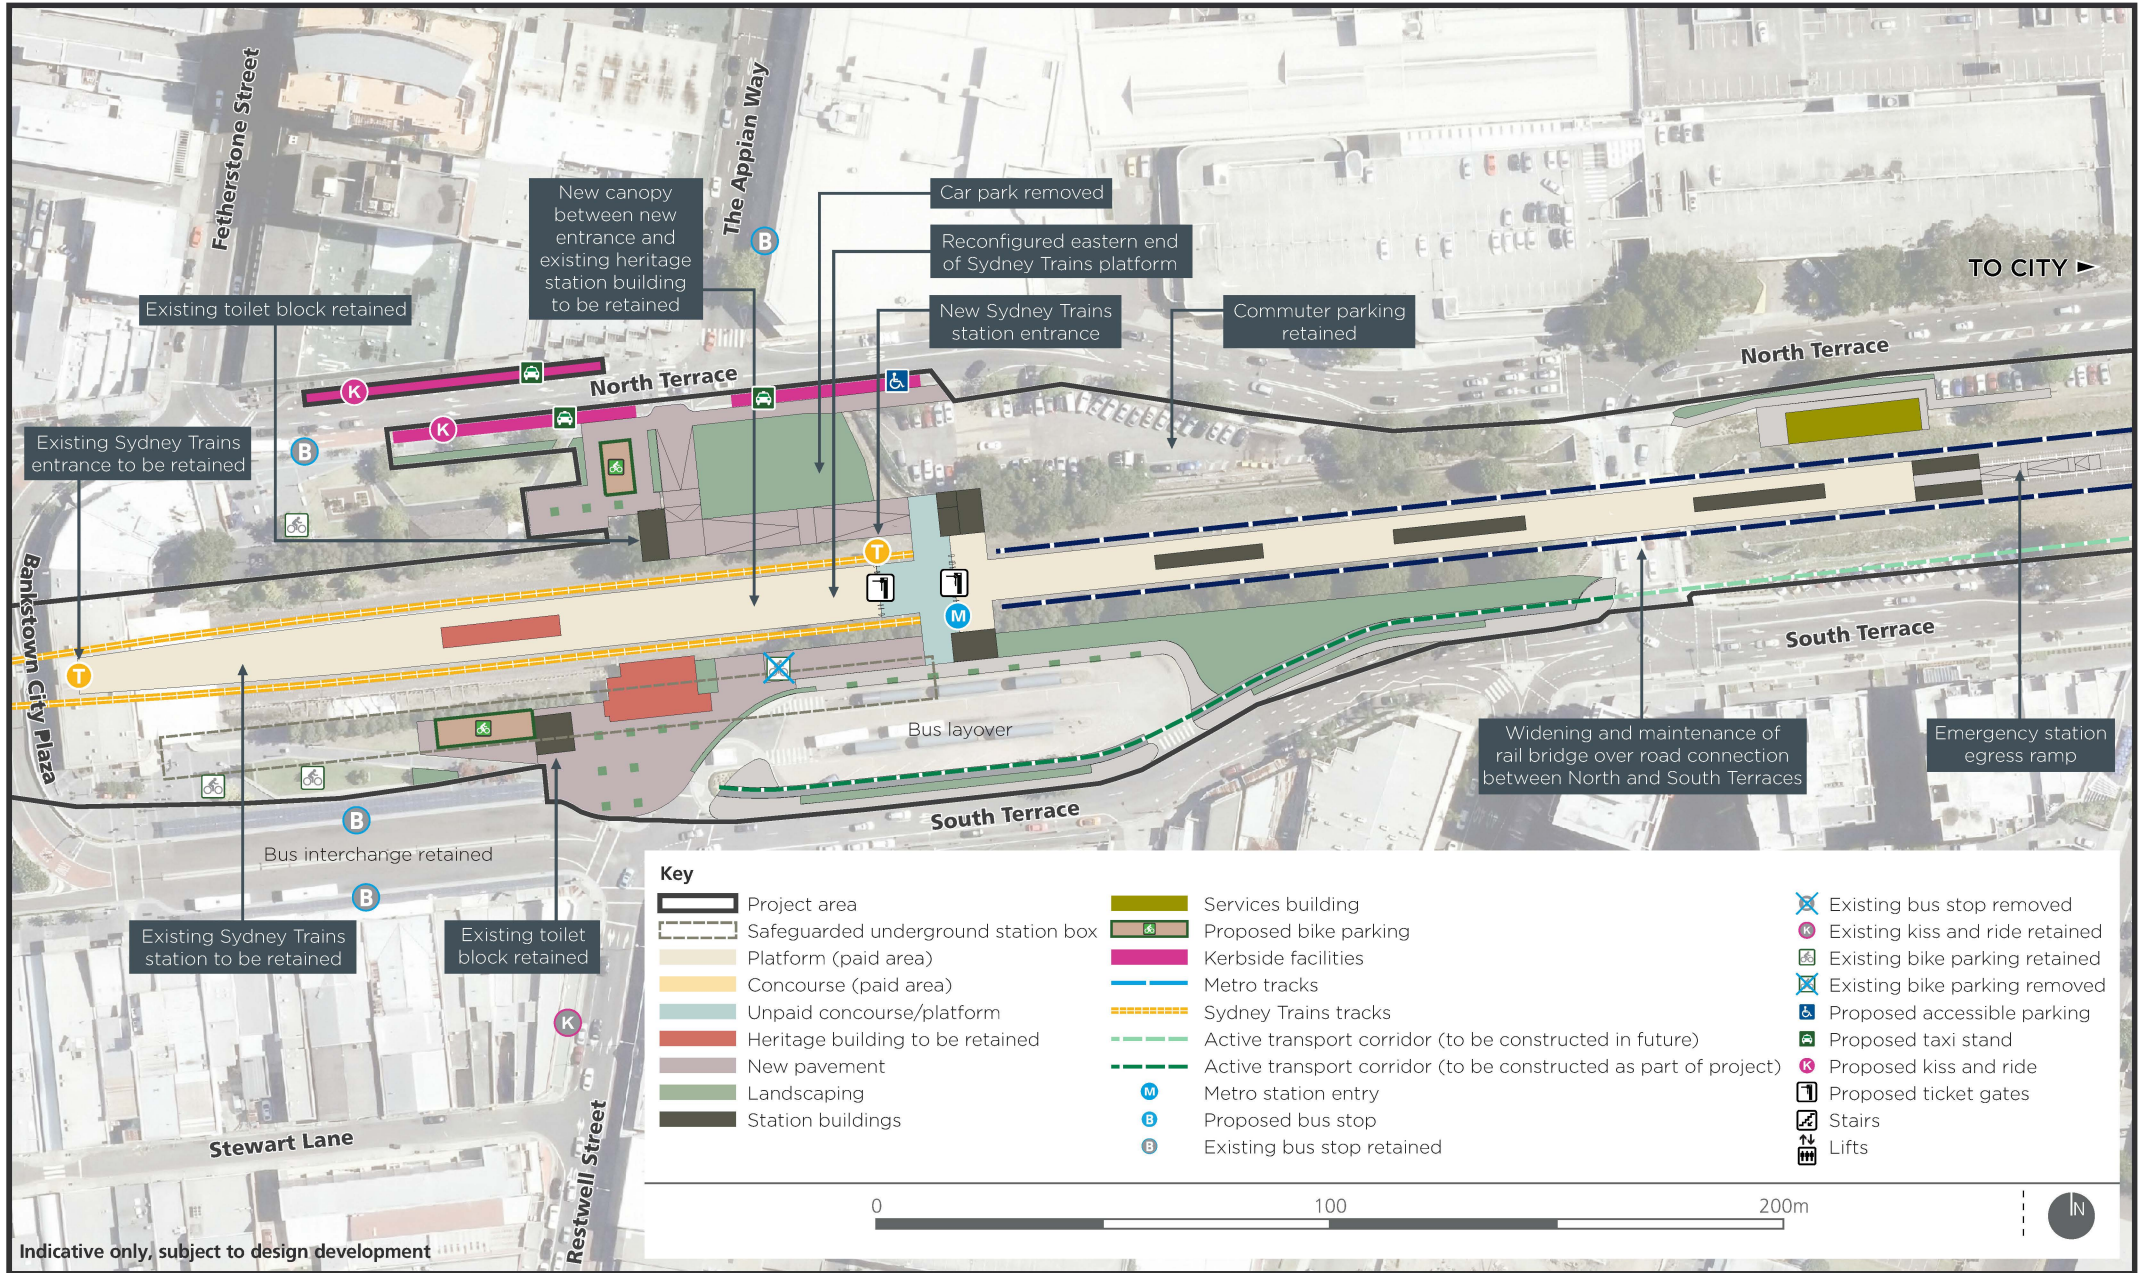 Fetherstone Street
The Appian Way
New canopy
between new
entrance and
existing heritage
station building
to be retained
Car park removed
Reconfigured eastern end
of Sydney Trains platform
New Sydney Trains
station entrance
Commuter parking
retained
TO CITY
Existing toilet block retained
B
North Terrace
North Terrace
K
K
B
Existing Sydney Trains
entrance to be retained
T
T
M
Bankstown City Plaza
South Terrace
Bus layover
South Terrace
Widening and maintenance of
rail bridge over road connection
between North and South Terraces
Emergency station
egress ramp
B
Bus interchange retained
B
Existing Sydney Trains
station to be retained
Existing toilet
block retained
K
Stewart Lane
Restwell Street
Key
Project area
Safeguarded underground station box
Platform (paid area)
Concourse (paid area)
Unpaid concourse/platform
Heritage building to be retained
New pavement
Landscaping
Station buildings
Services building
Proposed bike parking
Kerbside facilities
Metro tracks
Sydney Trains tracks
Active transport corridor (to be constructed in future)
Active transport corridor (to be constructed as part of project)
M Metro station entry
B Proposed bus stop
B Existing bus stop retained
Existing bus stop removed
K Existing kiss and ride retained
Existing bike parking retained
Existing bike parking removed
Proposed accessible parking
Proposed taxi stand
K Proposed kiss and ride
Proposed ticket gates
Stairs
Lifts
0 100 200m
N
Indicative only, subject to design development